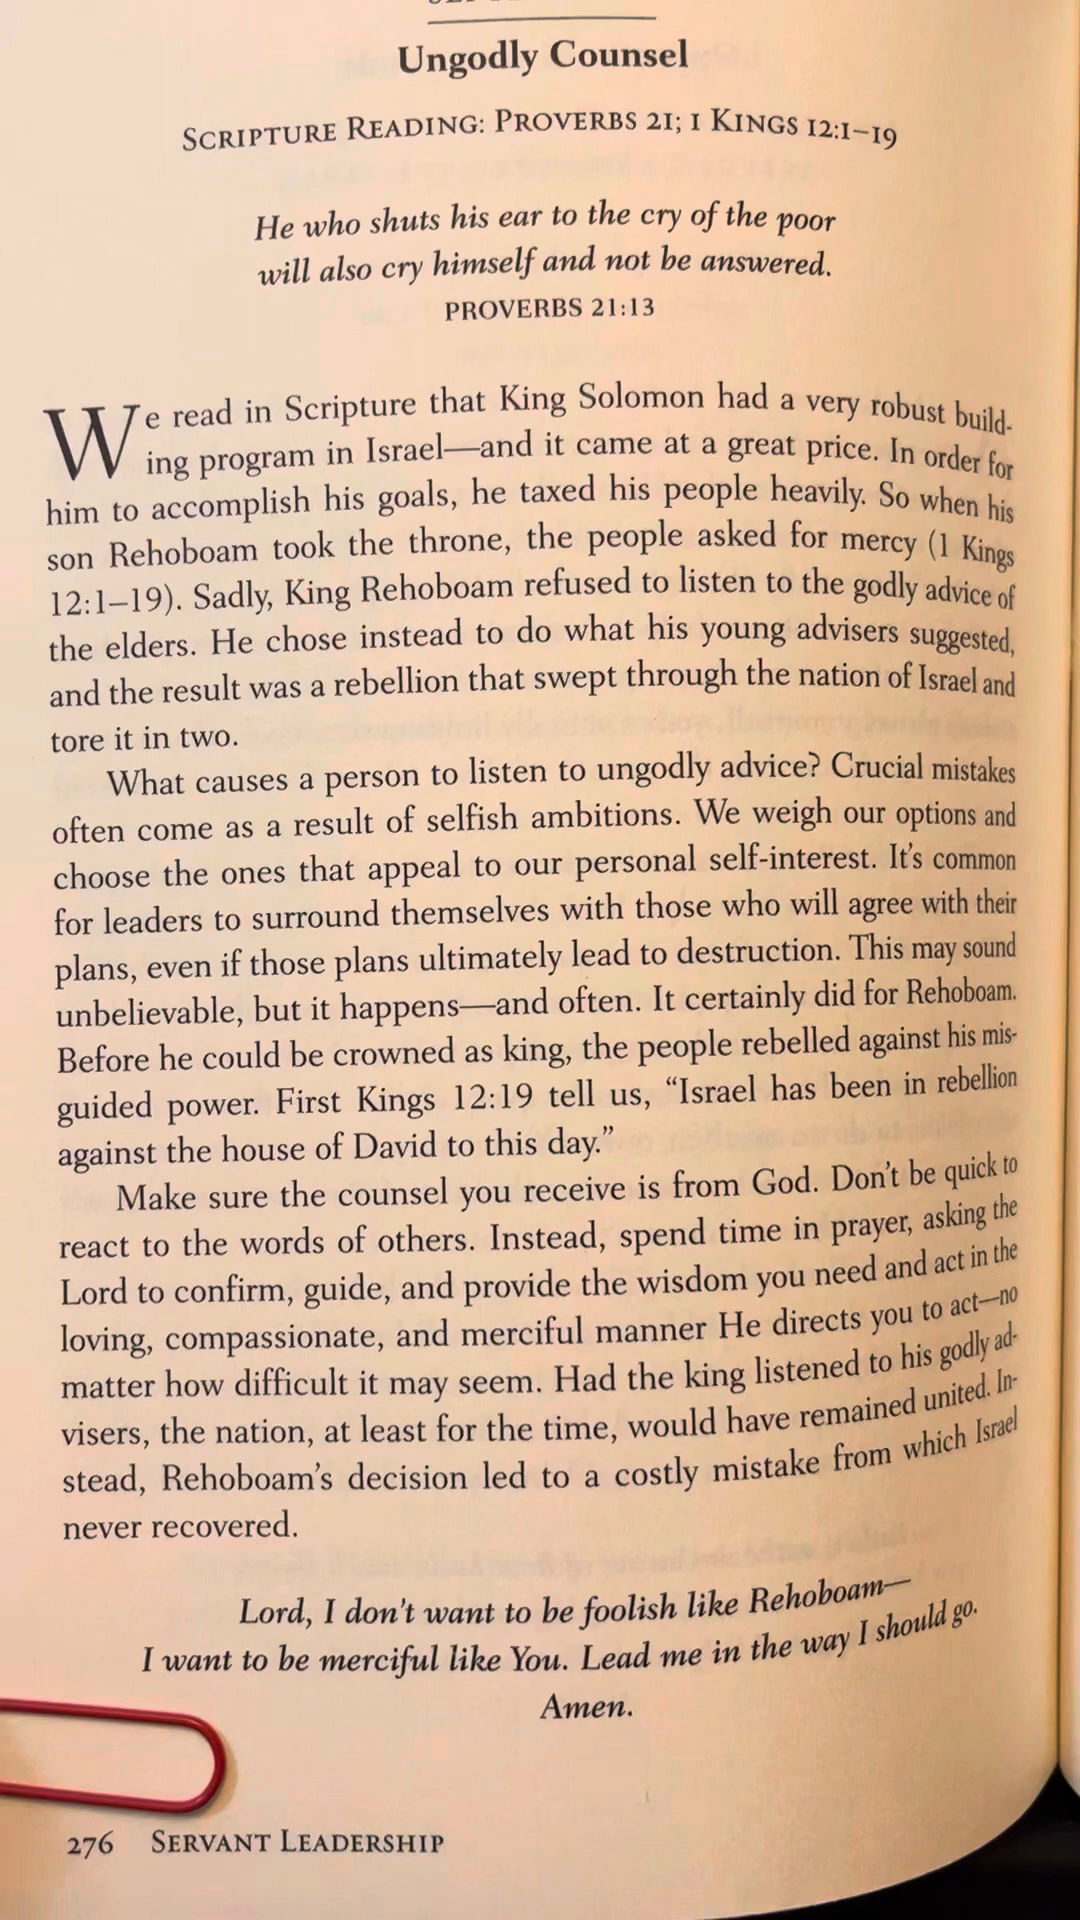 Ungodly Counsel
SCRIPTURE READING: PROVERBS 21; 1 KINGS 12:1–19
He who shuts his ear to the cry of the poor
will also cry himself and not be answered.
PROVERBS 21:13
We read in Scripture that King Solomon had a very robust build-
ing program in Israel—and it came at a great price. In order for
him to accomplish his goals, he taxed his people heavily. So when his
son Rehoboam took the throne, the people asked for mercy (1 Kings
12:1–19). Sadly, King Rehoboam refused to listen to the godly advice of
the elders. He chose instead to do what his young advisers suggested,
and the result was a rebellion that swept through the nation of Israel and
tore it in two.
What causes a person to listen to ungodly advice? Crucial mistakes
often come as a result of selfish ambitions. We weigh our options and
choose the ones that appeal to our personal self-interest. It's common
for leaders to surround themselves with those who will agree with their
plans, even if those plans ultimately lead to destruction. This may sound
unbelievable, but it happens—and often. It certainly did for Rehoboam.
Before he could be crowned as king, the people rebelled against his mis-
guided power. First Kings 12:19 tell us, “Israel has been in rebellion
against the house of David to this day.”
Make sure the counsel you receive is from God. Don't be quick to
react to the words of others. Instead, spend time in prayer, asking the
Lord to confirm, guide, and provide the wisdom you need and act in the
loving, compassionate, and merciful manner He directs you to act—no
matter how difficult it may seem. Had the king listened to his godly ad-
visers, the nation, at least for the time, would have remained united. In-
stead, Rehoboam's decision led to a costly mistake from which Israel
never recovered.
Lord, I don't want to be foolish like Rehoboam—
I want to be merciful like You. Lead me in the way I should go.
Amen.
276 SERVANT LEADERSHIP